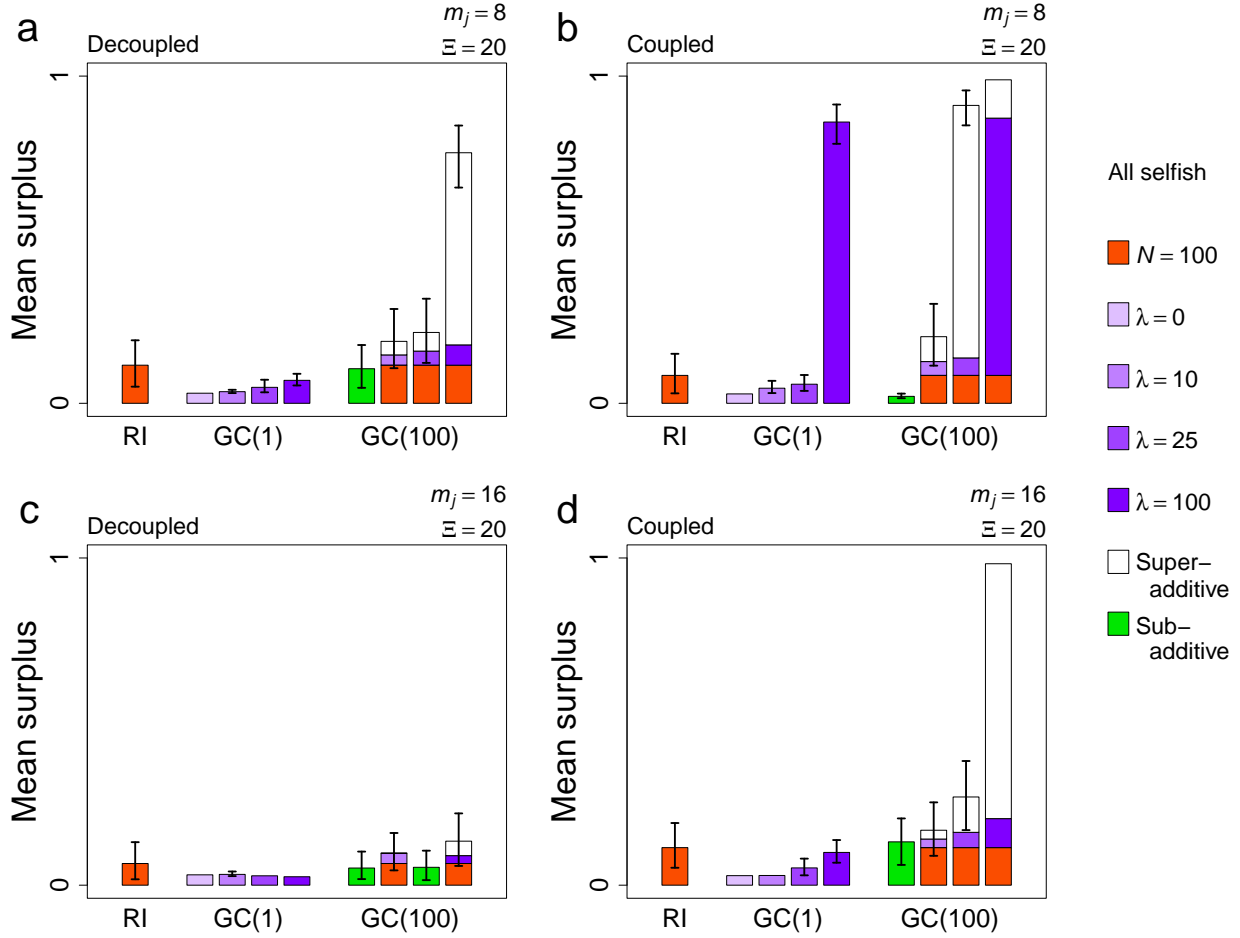 a
m_j = 8
Decoupled
Ξ = 20
Mean surplus
1
0
RI GC(1) GC(100)
b
m_j = 8
Coupled
Ξ = 20
Mean surplus
1
0
RI GC(1) GC(100)
c
m_j = 16
Decoupled
Ξ = 20
Mean surplus
1
0
RI GC(1) GC(100)
d
m_j = 16
Coupled
Ξ = 20
Mean surplus
1
0
RI GC(1) GC(100)
All selfish
N = 100
λ = 0
λ = 10
λ = 25
λ = 100
Super−
additive
Sub−
additive